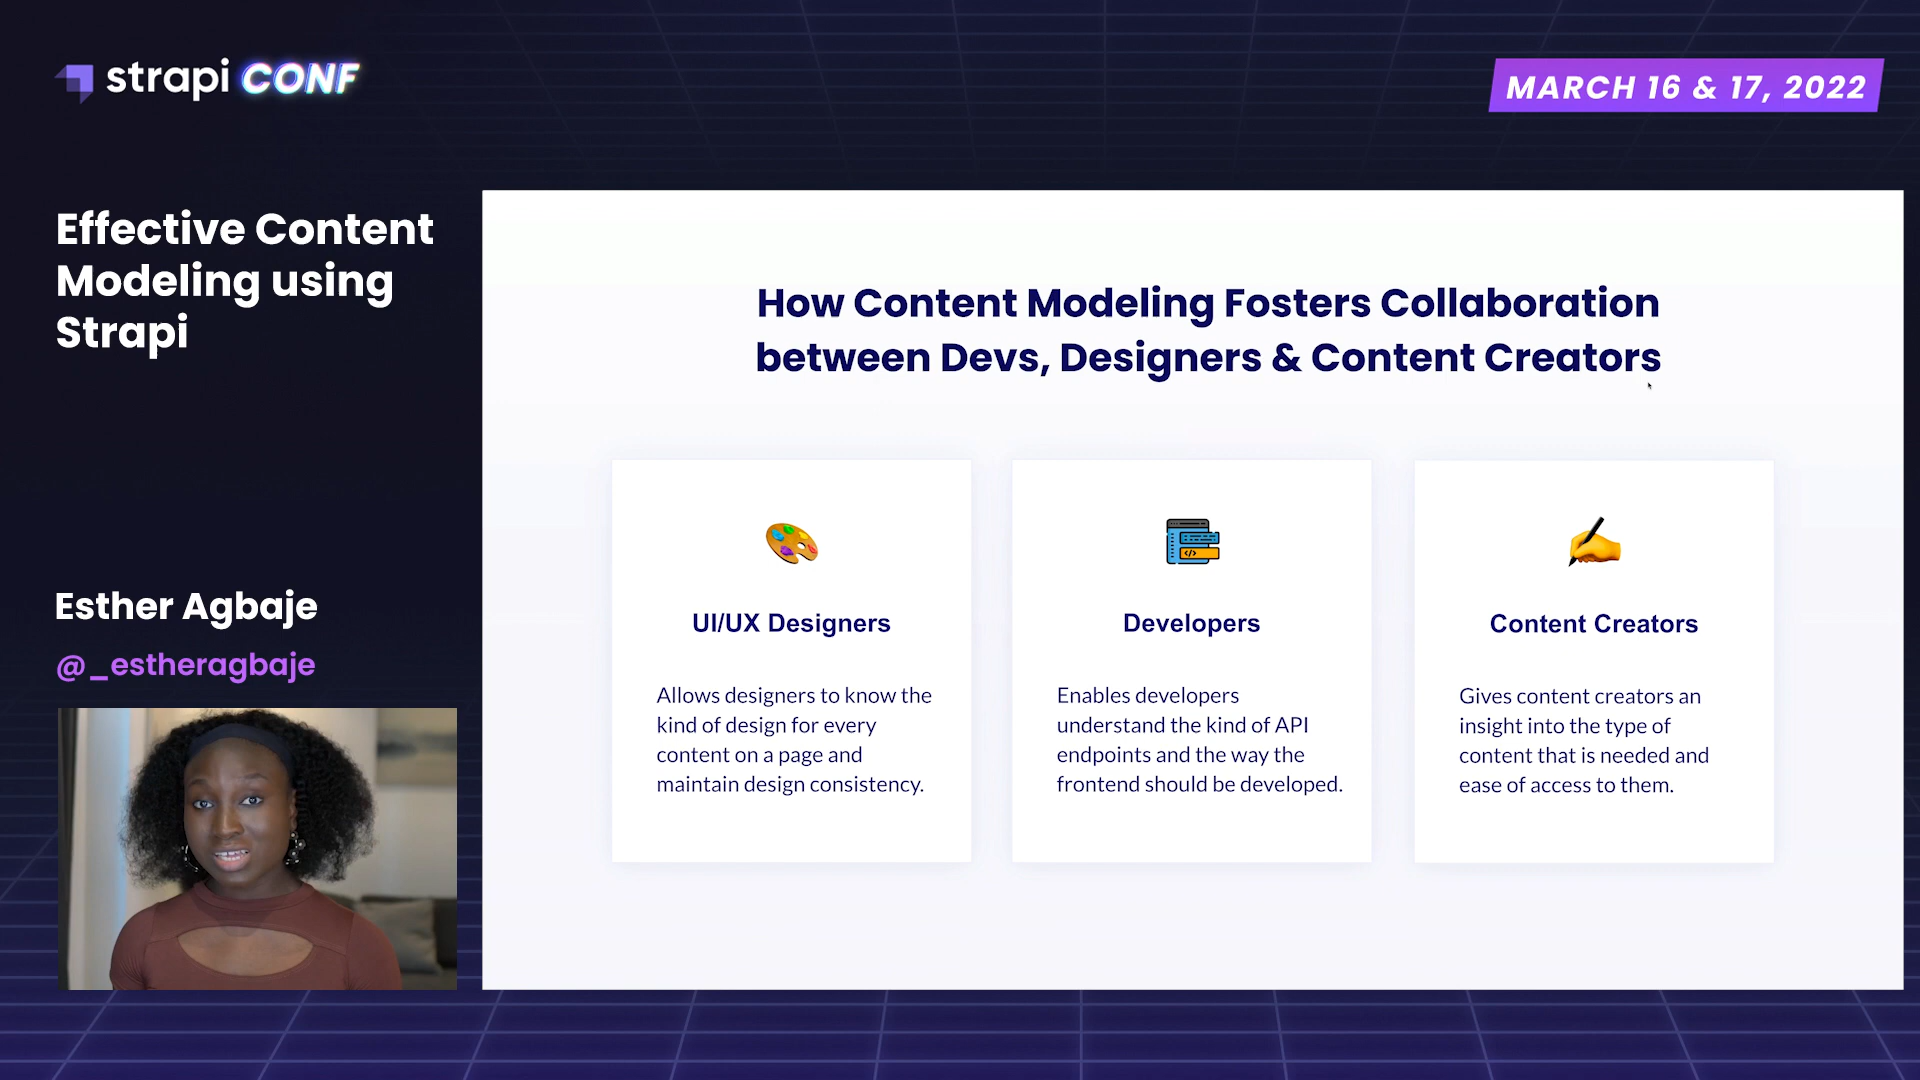 strapi CONF
MARCH 16 & 17, 2022
Effective Content
Modeling using
Strapi
Esther Agbaje
@_estheragbaje
How Content Modeling Fosters Collaboration
between Devs, Designers & Content Creators
UI/UX Designers
Allows designers to know the
kind of design for every
content on a page and
maintain design consistency.
</>
Developers
Enables developers
understand the kind of API
endpoints and the way the
frontend should be developed.
Content Creators
Gives content creators an
insight into the type of
content that is needed and
ease of access to them.